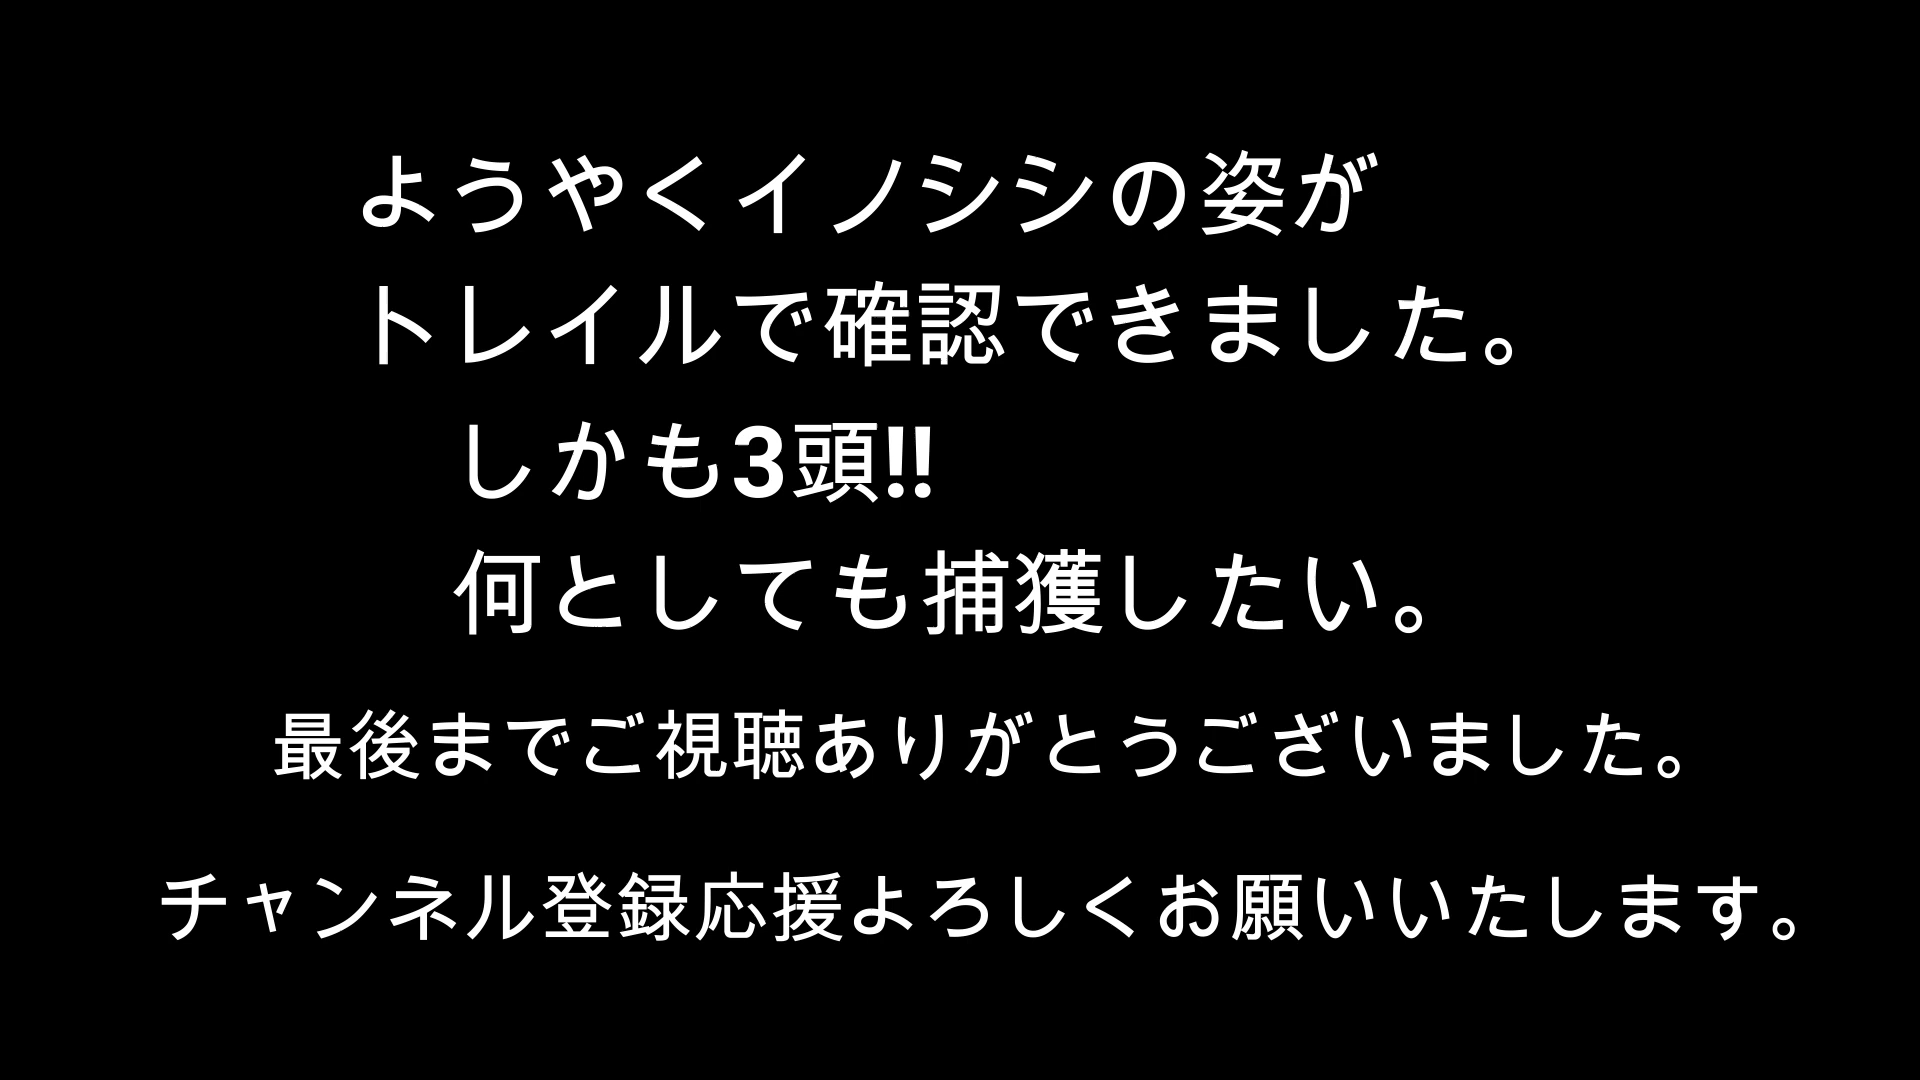 ようやくイノシシの姿が
トレイルで確認できました。
しかも3頭!!
何としても捕獲したい。
最後までご視聴ありがとうございました。
チャンネル登録応援よろしくお願いいたします。